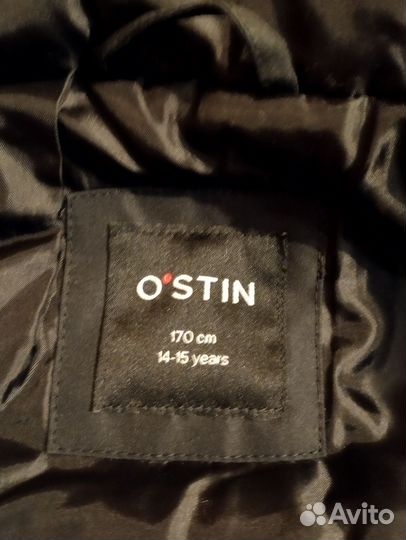 O'STIN
170 cm
14-15 years
Avito